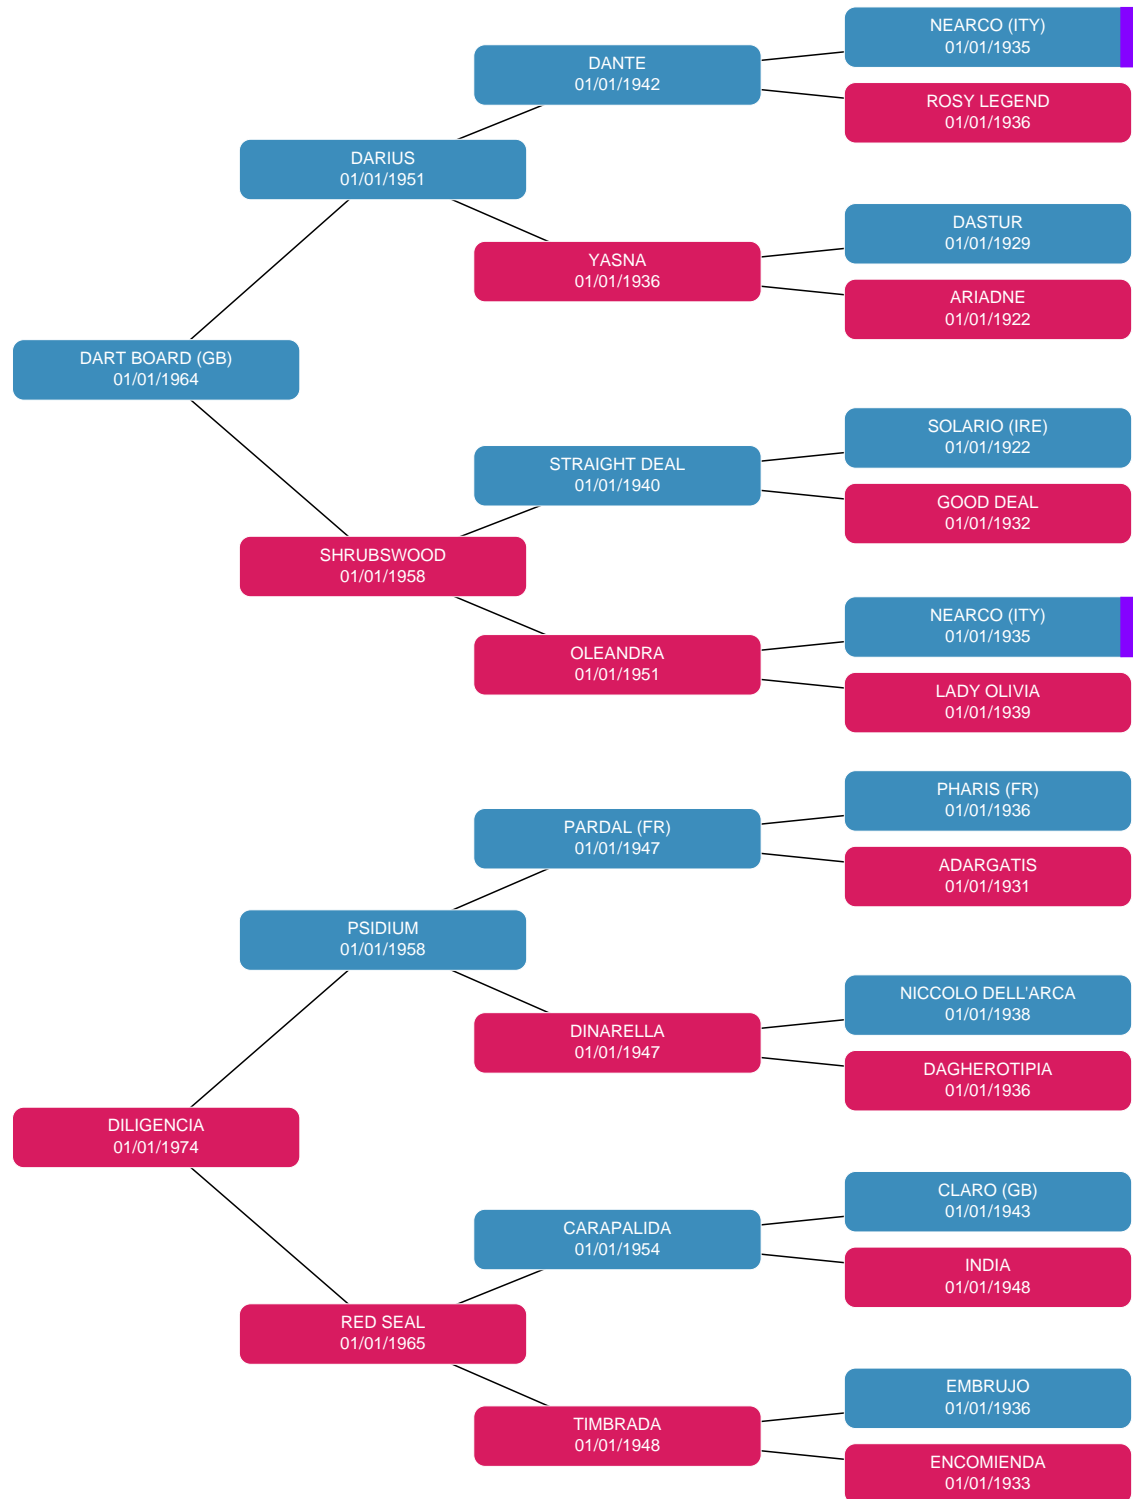 NEARCO (ITY)
01/01/1935
DANTE
01/01/1942
ROSY LEGEND
01/01/1936
DARIUS
01/01/1951
DASTUR
01/01/1929
YASNA
01/01/1936
ARIADNE
01/01/1922
DART BOARD (GB)
01/01/1964
SOLARIO (IRE)
01/01/1922
STRAIGHT DEAL
01/01/1940
GOOD DEAL
01/01/1932
SHRUBSWOOD
01/01/1958
NEARCO (ITY)
01/01/1935
OLEANDRA
01/01/1951
LADY OLIVIA
01/01/1939
PHARIS (FR)
01/01/1936
PARDAL (FR)
01/01/1947
ADARGATIS
01/01/1931
PSIDIUM
01/01/1958
NICCOLO DELL'ARCA
01/01/1938
DINARELLA
01/01/1947
DAGHEROTIPIA
01/01/1936
DILIGENCIA
01/01/1974
CLARO (GB)
01/01/1943
CARAPALIDA
01/01/1954
INDIA
01/01/1948
RED SEAL
01/01/1965
EMBRUJO
01/01/1936
TIMBRADA
01/01/1948
ENCOMIENDA
01/01/1933